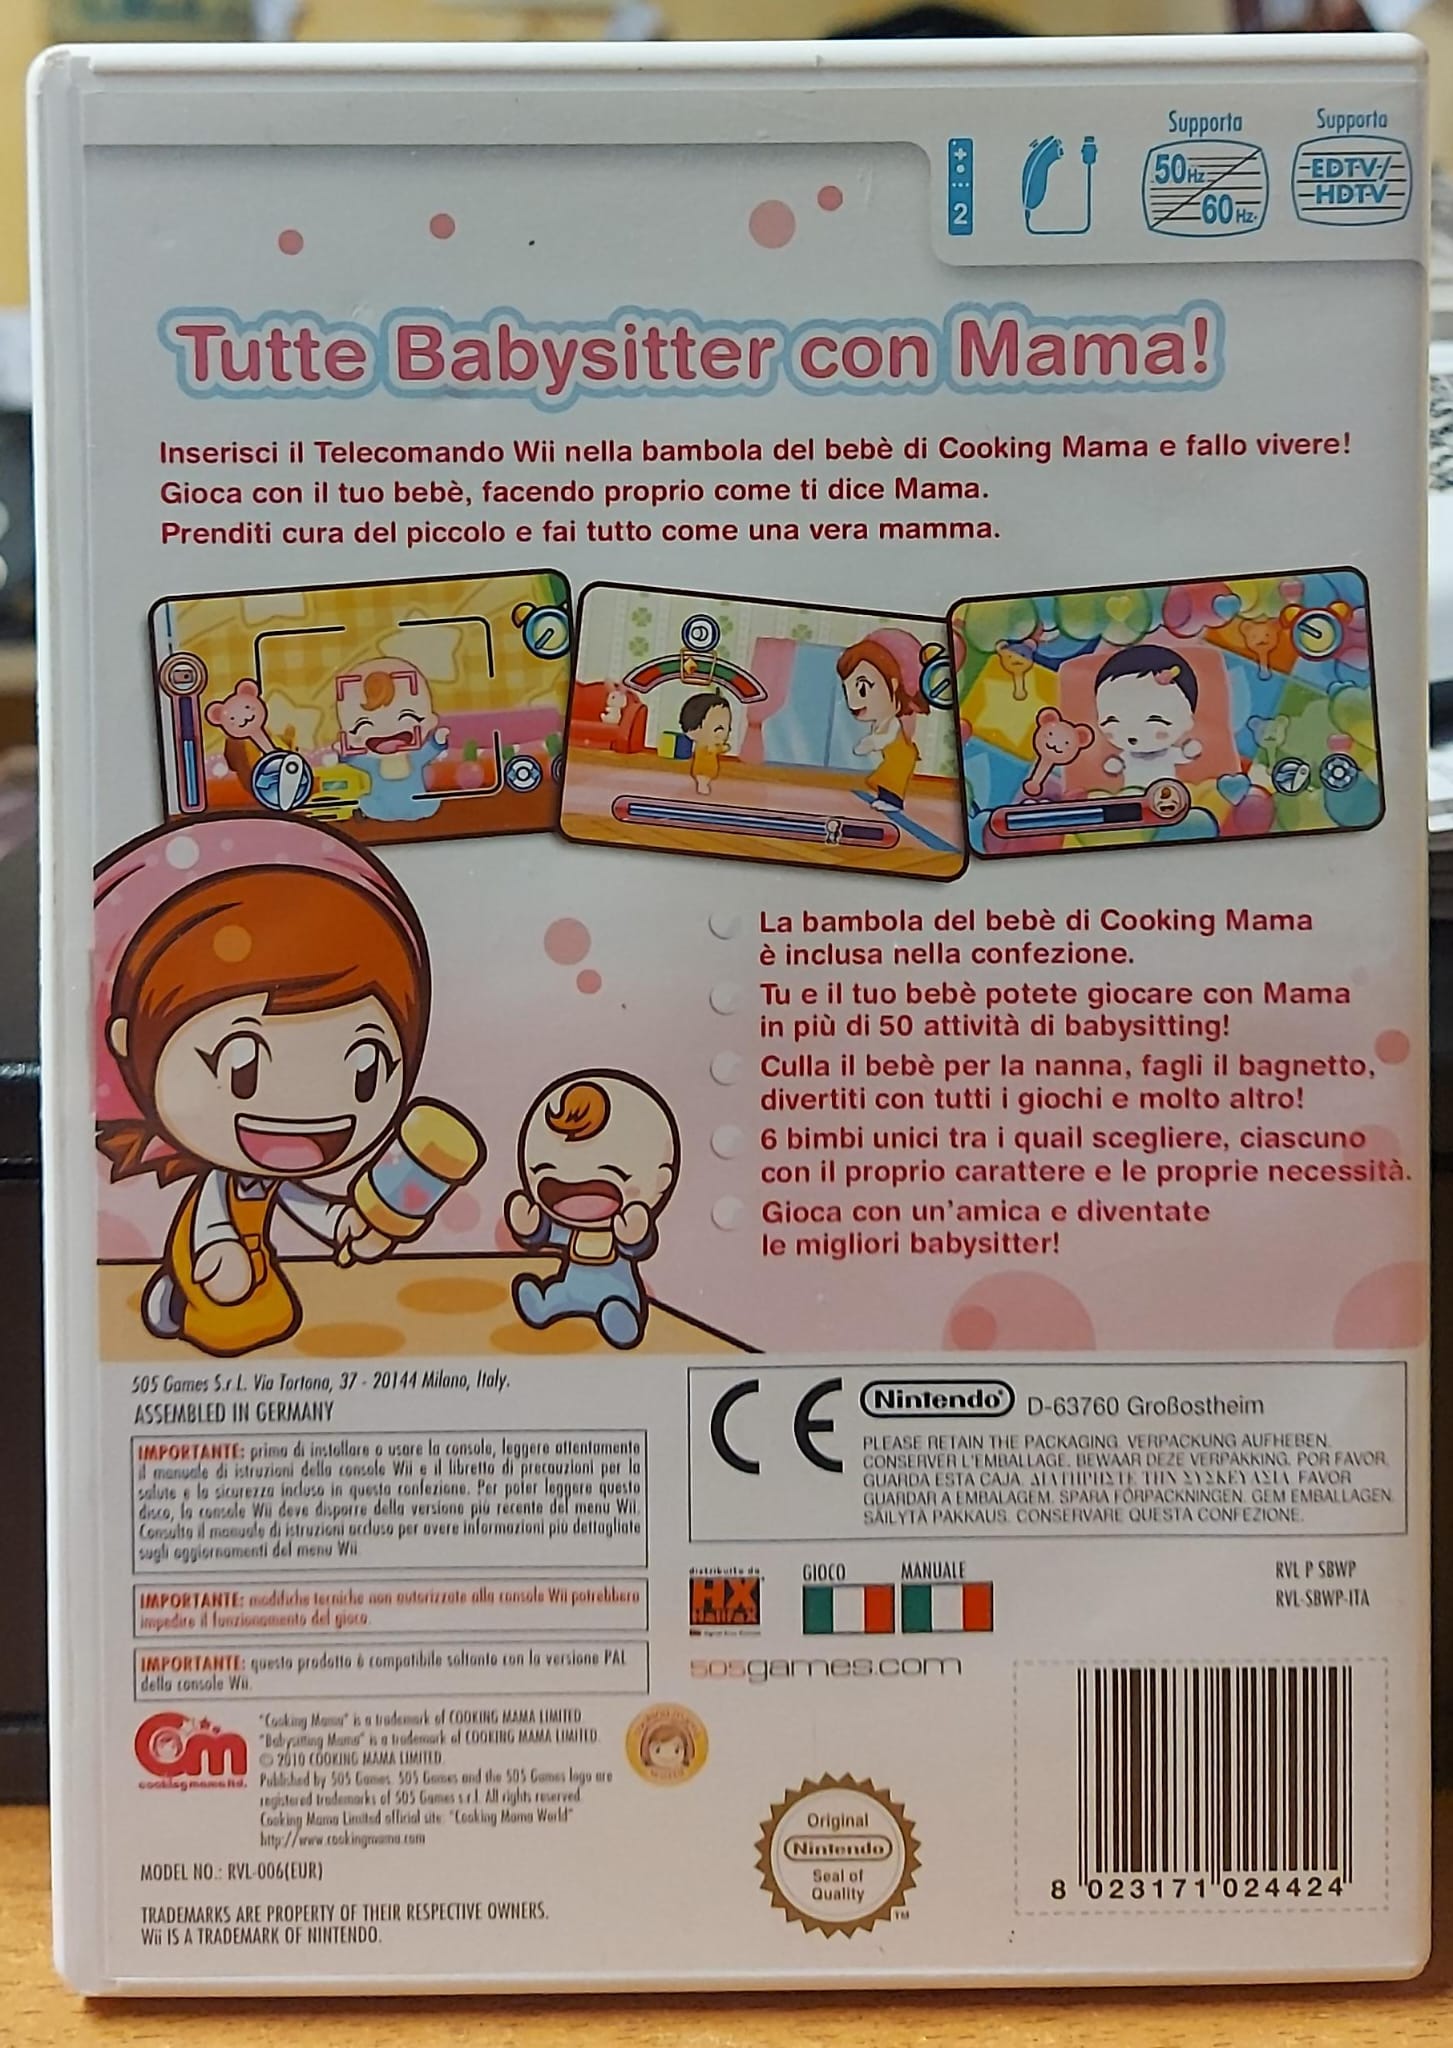 Supporta
50Hz
60Hz
Supporta
EDTV/
HDTV
2
Tutte Babysitter con Mama!
Inserisci il Telecomando Wii nella bambola del bebè di Cooking Mama e fallo vivere!
Gioca con il tuo bebè, facendo proprio come ti dice Mama.
Prenditi cura del piccolo e fai tutto come una vera mamma.
La bambola del bebè di Cooking Mama
è inclusa nella confezione.
Tu e il tuo bebè potete giocare con Mama
in più di 50 attività di babysitting!
Culla il bebè per la nanna, fagli il bagnetto,
divertiti con tutti i giochi e molto altro!
6 bimbi unici tra i quail scegliere, ciascuno
con il proprio carattere e le proprie necessità.
Gioca con un'amica e diventate
le migliori babysitter!
505 Games S.r.L. Via Tortona, 37 - 20144 Milano, Italy.
ASSEMBLED IN GERMANY
IMPORTANTE: prima di installare o usare la console, leggere attentamente
il manuale di istruzioni della console Wii e il libretto di precauzioni per la
salute e la sicurezza incluso in questa confezione. Per poter leggere questo
disco, la console Wii deve disporre della versione più recente del menu Wii.
Consulta il manuale di istruzioni accluso per avere informazioni più dettagliate
sugli aggiornamenti del menu Wii.
IMPORTANTE: modifiche tecniche non autorizzate alla console Wii potrebbero
impedire il funzionamento del gioco.
IMPORTANTE: questo prodotto è compatibile soltanto con la versione PAL
della console Wii.
CE
Nintendo® D-63760 Großostheim
PLEASE RETAIN THE PACKAGING. VERPACKUNG AUFHEBEN.
CONSERVER L'EMBALLAGE. BEWAAR DEZE VERPAKKING. POR FAVOR,
GUARDA ESTA CAJA. ΔΙΑΤΗΡΗΣΤΕ ΤΗΝ ΣΥΣΚΕΥΑΣΙΑ. FAVOR
GUARDAR A EMBALAGEM. SPARA FÖRPACKNINGEN. GEM EMBALLAGEN.
SÄILYTÄ PAKKAUS. CONSERVARE QUESTA CONFEZIONE.
distribuito da
HX
Halifax
GIOCO
MANUALE
RVL P SBWP
RVL-SBWP-ITA
505games.com
cm
cooking mama ltd.
"Cooking Mama" is a trademark of COOKING MAMA LIMITED.
"Babysitting Mama" is a trademark of COOKING MAMA LIMITED.
© 2010 COOKING MAMA LIMITED.
Published by 505 Games. 505 Games and the 505 Games logo are
registered trademarks of 505 Games s.r.l. All rights reserved.
Cooking Mama Limited official site: "Cooking Mama World"
http://www.cookingmama.com
MODEL NO.: RVL-006(EUR)
TRADEMARKS ARE PROPERTY OF THEIR RESPECTIVE OWNERS.
Wii IS A TRADEMARK OF NINTENDO.
Original
Nintendo
Seal of
Quality
TM
8 023171 024424